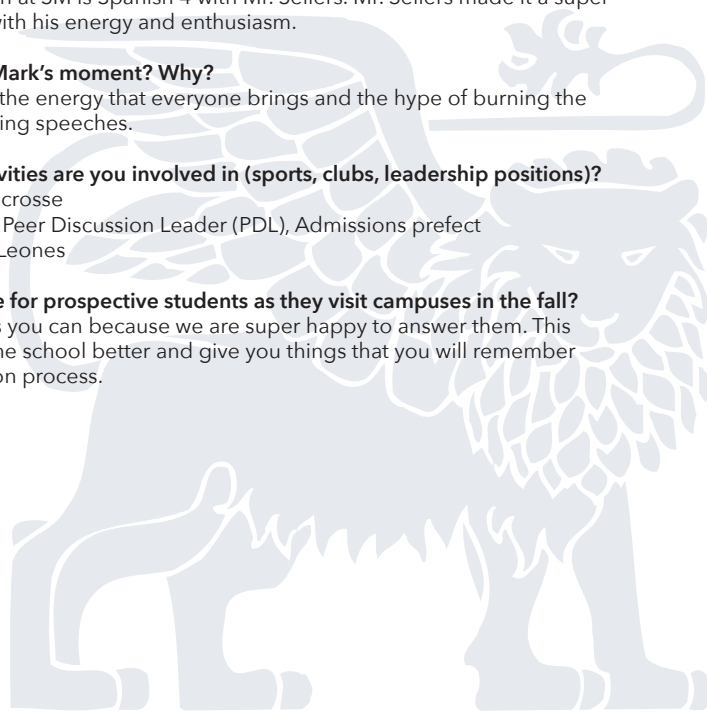 at SM is Spanish 4 with Mr. Sellers. Mr. Sellers made it a super
with his energy and enthusiasm.
Mark's moment? Why?
the energy that everyone brings and the hype of burning the
ing speeches.
vities are you involved in (sports, clubs, leadership positions)?
crosse
Peer Discussion Leader (PDL), Admissions prefect
Leones
e for prospective students as they visit campuses in the fall?
s you can because we are super happy to answer them. This
he school better and give you things that you will remember
on process.